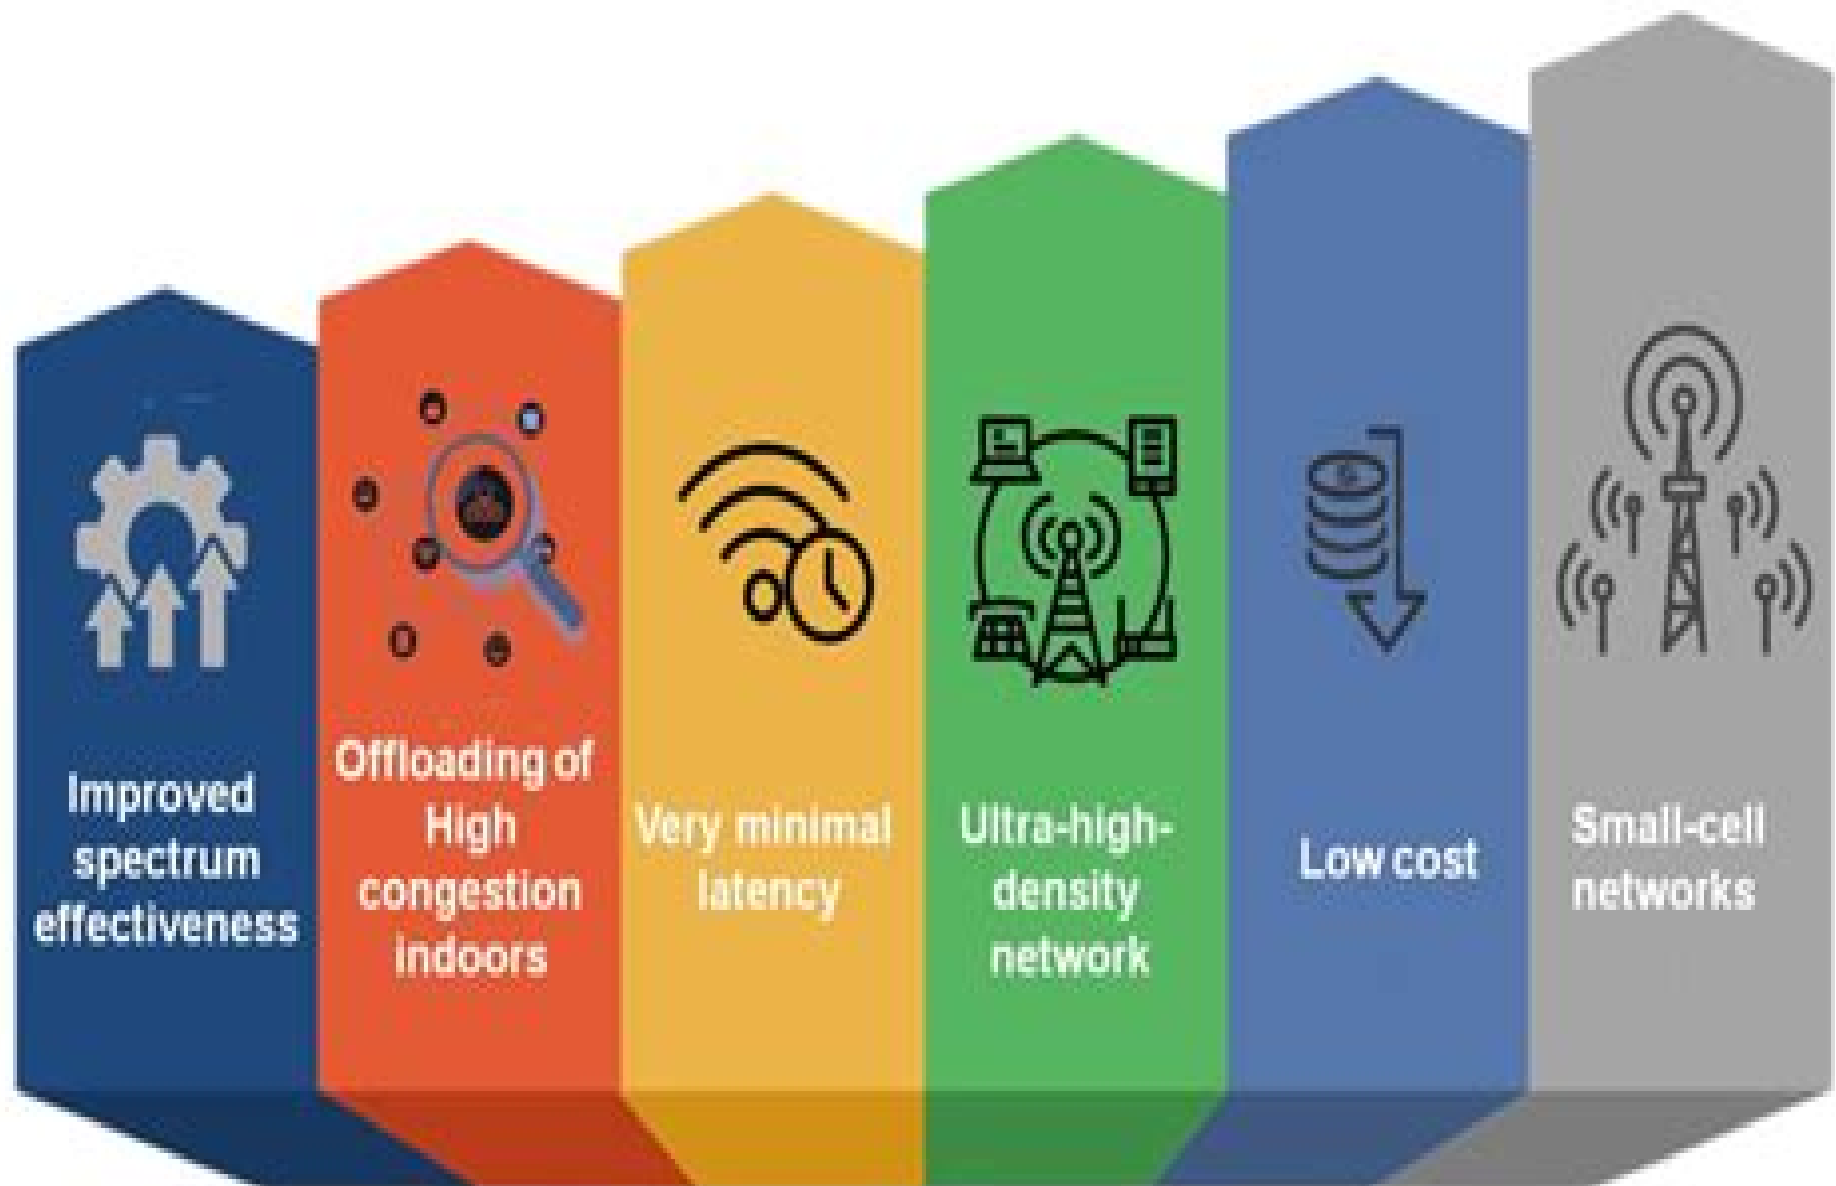 Improved
spectrum
effectiveness
Offloading of
High
congestion
indoors
Very minimal
latency
Ultra-high-
density
network
Low cost
Small-cell
networks